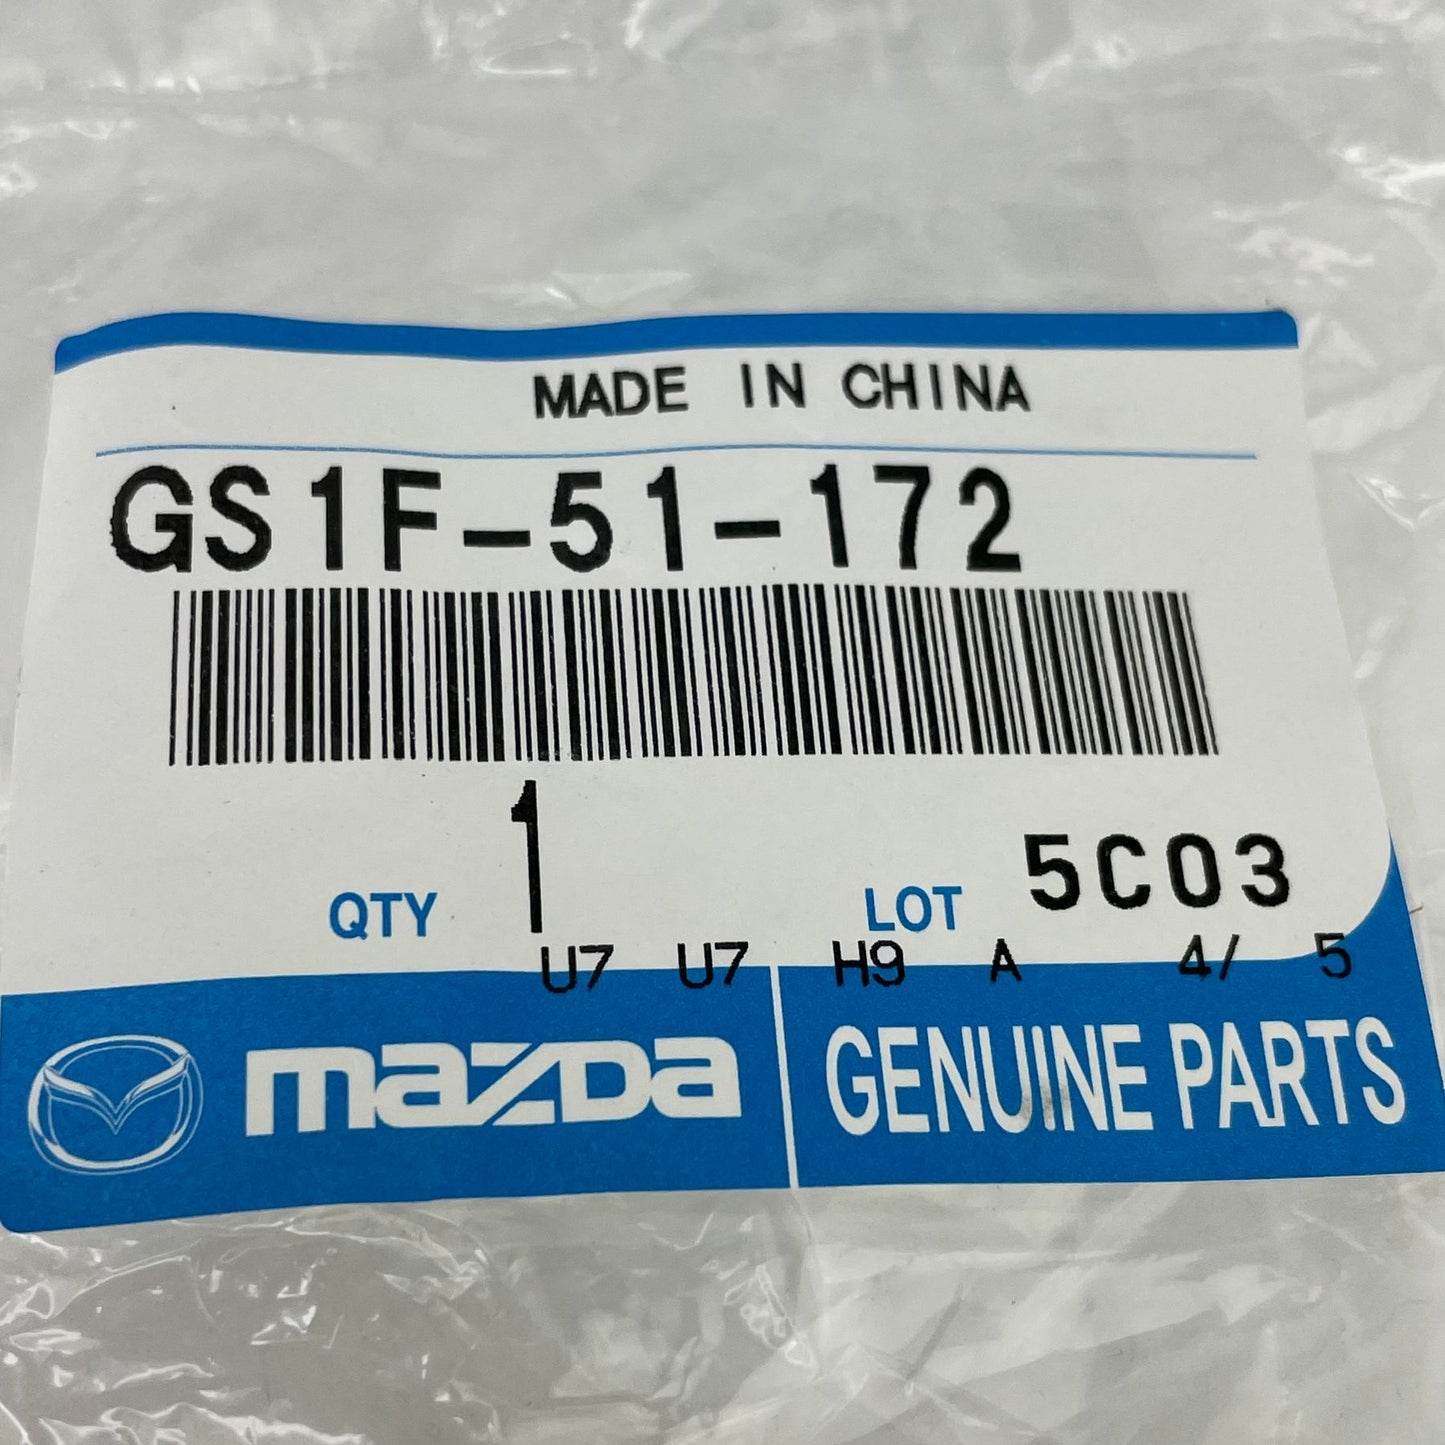 MADE IN CHINA
GS1F-51-172
QTY 1 LOT 5C03
U7 U7 H9 A 4/ 5
mazda GENUINE PARTS